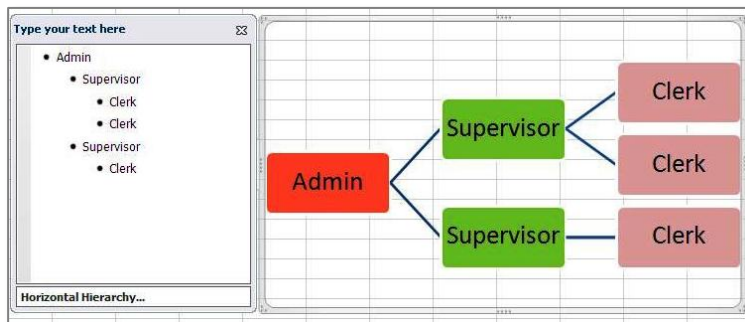 Type your text here
• Admin
• Supervisor
• Clerk
• Clerk
• Supervisor
• Clerk
Horizontal Hierarchy...
Admin
Supervisor
Clerk
Clerk
Supervisor
Clerk